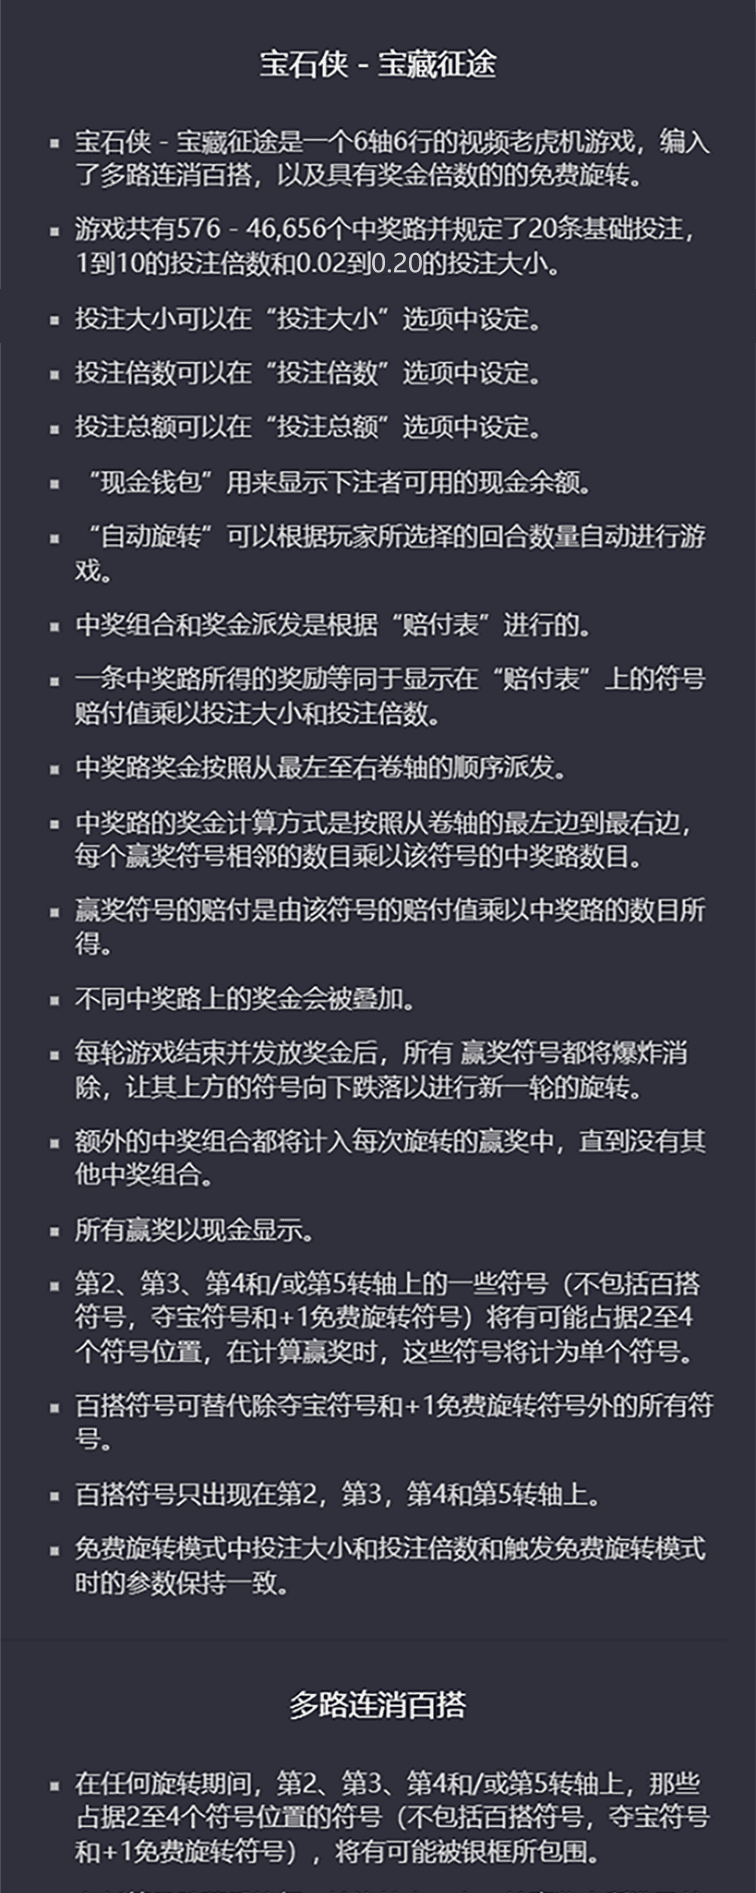 宝石侠 - 宝藏征途
▪ 宝石侠 - 宝藏征途是一个6轴6行的视频老虎机游戏，编入
了多路连消百搭，以及具有奖金倍数的的免费旋转。
▪ 游戏共有576 - 46,656个中奖路并规定了20条基础投注，
1到10的投注倍数和0.02到0.20的投注大小。
▪ 投注大小可以在“投注大小”选项中设定。
▪ 投注倍数可以在“投注倍数”选项中设定。
▪ 投注总额可以在“投注总额”选项中设定。
▪ “现金钱包”用来显示下注者可用的现金余额。
▪ “自动旋转”可以根据玩家所选择的回合数量自动进行游
戏。
▪ 中奖组合和奖金派发是根据“赔付表”进行的。
▪ 一条中奖路所得的奖励等同于显示在“赔付表”上的符号
赔付值乘以投注大小和投注倍数。
▪ 中奖路奖金按照从最左至右卷轴的顺序派发。
▪ 中奖路的奖金计算方式是按照从卷轴的最左边到最右边，
每个赢奖符号相邻的数目乘以该符号的中奖路数目。
▪ 赢奖符号的赔付是由该符号的赔付值乘以中奖路的数目所
得。
▪ 不同中奖路上的奖金会被叠加。
▪ 每轮游戏结束并发放奖金后，所有 赢奖符号都将爆炸消
除，让其上方的符号向下跌落以进行新一轮的旋转。
▪ 额外的中奖组合都将计入每次旋转的赢奖中，直到没有其
他中奖组合。
▪ 所有赢奖以现金显示。
▪ 第2、第3、第4和/或第5转轴上的一些符号（不包括百搭
符号，夺宝符号和+1免费旋转符号）将有可能占据2至4
个符号位置，在计算赢奖时，这些符号将计为单个符号。
▪ 百搭符号可替代除夺宝符号和+1免费旋转符号外的所有符
号。
▪ 百搭符号只出现在第2，第3，第4和第5转轴上。
▪ 免费旋转模式中投注大小和投注倍数和触发免费旋转模式
时的参数保持一致。
多路连消百搭
▪ 在任何旋转期间，第2、第3、第4和/或第5转轴上，那些
占据2至4个符号位置的符号（不包括百搭符号，夺宝符号
和+1免费旋转符号），将有可能被银框所包围。